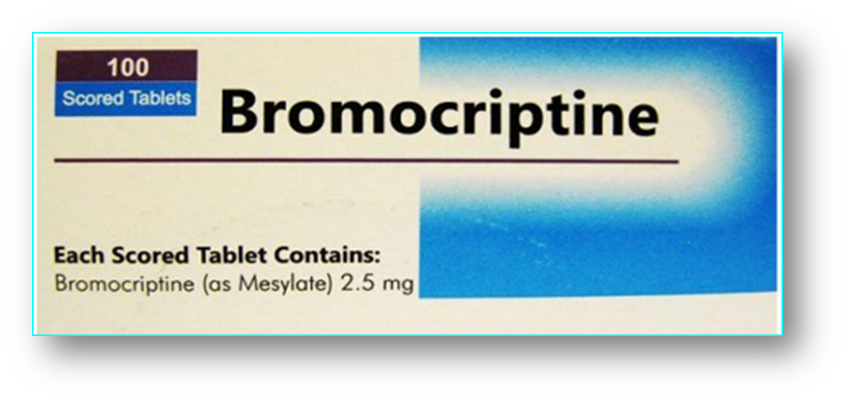 100
Scored Tablets
Bromocriptine
Each Scored Tablet Contains:
Bromocriptine (as Mesylate) 2.5 mg